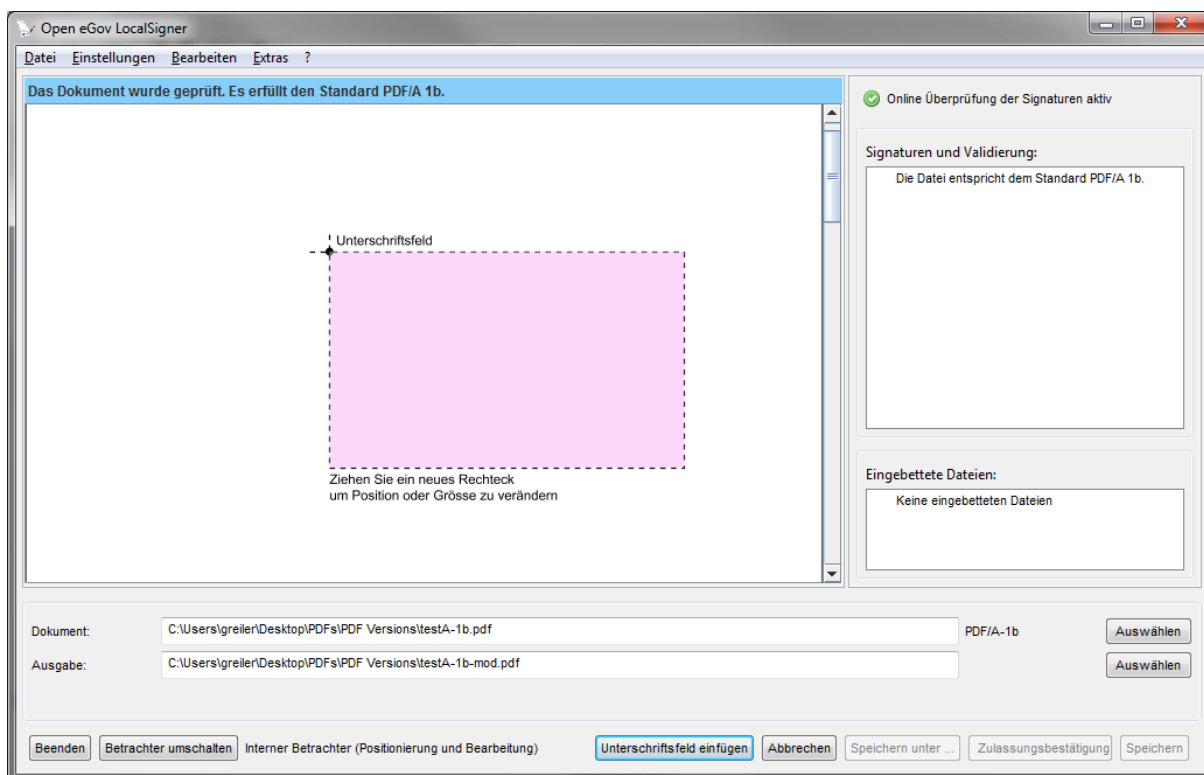 Open eGov LocalSigner
Datei Einstellungen Bearbeiten Extras ?
Das Dokument wurde geprüft. Es erfüllt den Standard PDF/A 1b.
Unterschriftsfeld
Ziehen Sie ein neues Rechteck
um Position oder Grösse zu verändern
Online Überprüfung der Signaturen aktiv
Signaturen und Validierung:
Die Datei entspricht dem Standard PDF/A 1b.
Eingebettete Dateien:
Keine eingebetteten Dateien
Dokument: C:\Users\greiler\Desktop\PDFs\PDF Versions\testA-1b.pdf PDF/A-1b Auswählen
Ausgabe: C:\Users\greiler\Desktop\PDFs\PDF Versions\testA-1b-mod.pdf Auswählen
Beenden Betrachter umschalten Interner Betrachter (Positionierung und Bearbeitung) Unterschriftsfeld einfügen Abbrechen Speichern unter ... Zulassungsbestätigung Speichern